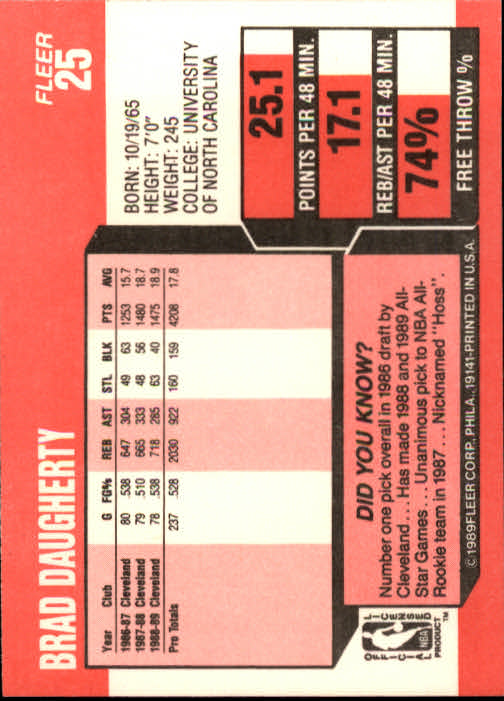 BRAD DAUGHERTY
FLEER
25
BORN: 10/19/65
HEIGHT: 7'0"
WEIGHT: 245
COLLEGE: UNIVERSITY
OF NORTH CAROLINA
Year Club G FG% REB AST STL BLK PTS AVG
1986-87 Cleveland 80 .538 647 304 49 63 1253 15.7
1987-88 Cleveland 79 .510 665 333 48 56 1480 18.7
1988-89 Cleveland 78 .538 718 285 63 40 1475 18.9
Pro Totals 237 .528 2030 922 160 159 4208 17.8
25.1
POINTS PER 48 MIN.
17.1
REB/AST PER 48 MIN.
74%
FREE THROW %
DID YOU KNOW?
Number one pick overall in 1986 draft by
Cleveland... Has made 1988 and 1989 All-
Star Games... Unanimous pick to NBA All-
Rookie team in 1987... Nicknamed "Hoss".
OFFICIAL
LICENSED
NBA
PRODUCT™
©1989 FLEER CORP., PHILA., 19141-PRINTED IN U.S.A.